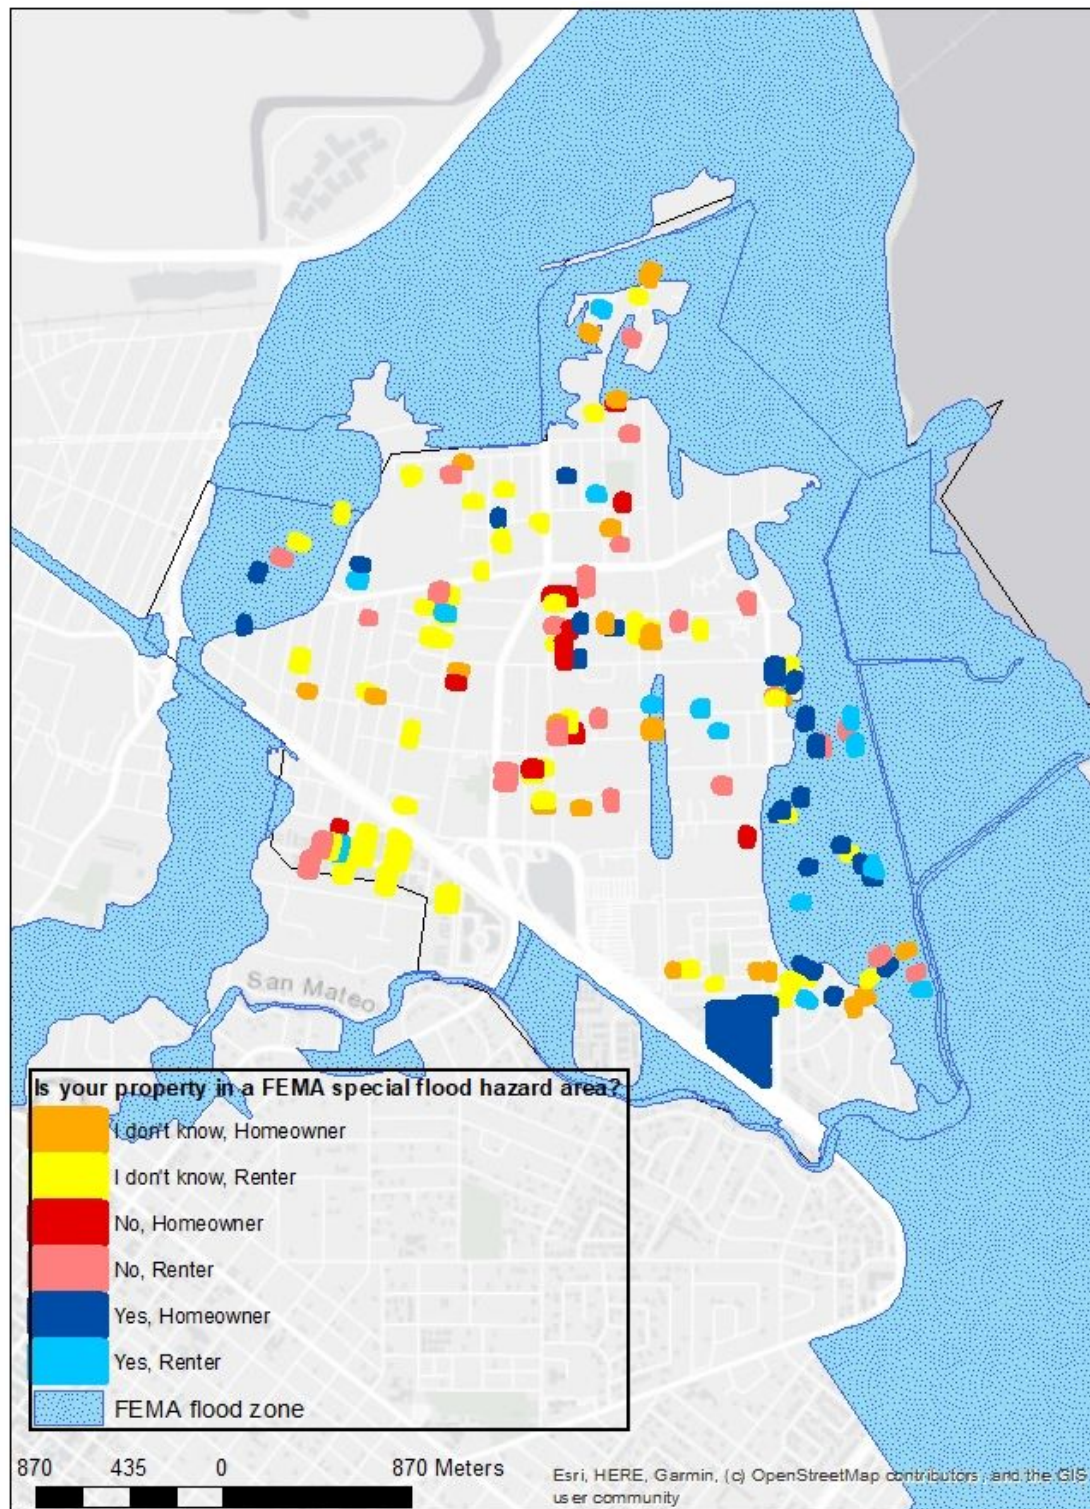 San Mateo
Is your property in a FEMA special flood hazard area?
I don't know, Homeowner
I don't know, Renter
No, Homeowner
No, Renter
Yes, Homeowner
Yes, Renter
FEMA flood zone
870 435 0 870 Meters
Esri, HERE, Garmin, (c) OpenStreetMap contributors, and the GIS
user community